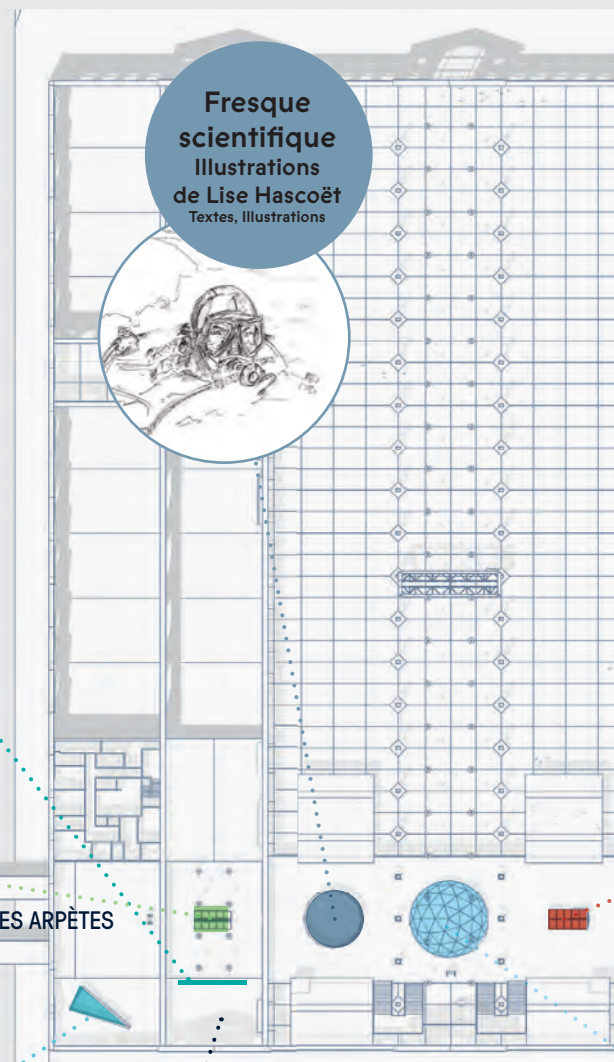 Fresque
scientifique
Illustrations
de Lise Hascoët
Textes, Illustrations
ES ARPÈTES